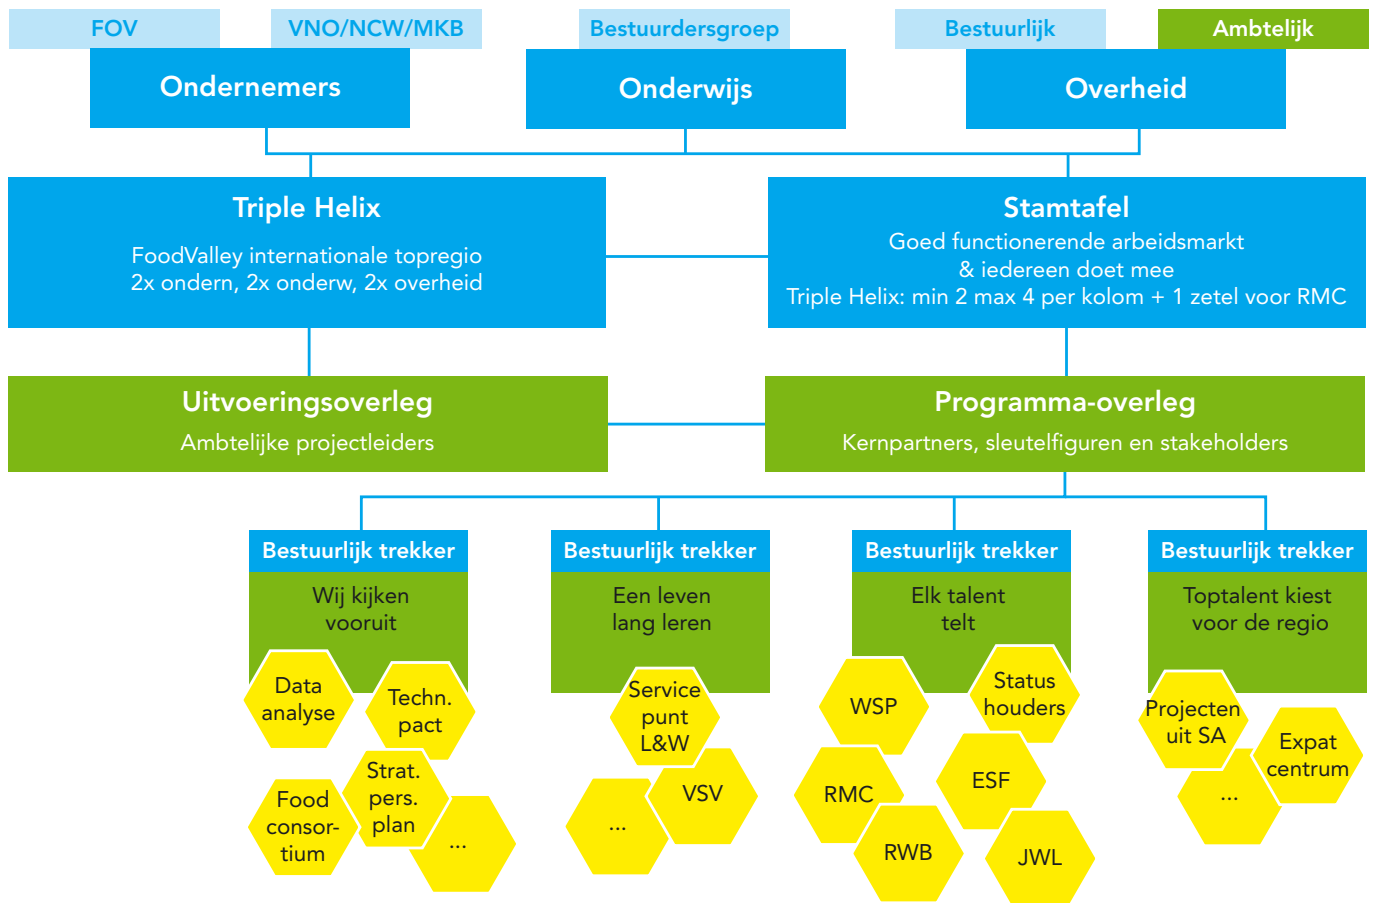 FOV
VNO/NCW/MKB
Bestuurdersgroep
Bestuurlijk
Ambtelijk
Ondernemers
Onderwijs
Overheid
Triple Helix
FoodValley internationale topregio
2x ondern, 2x onderw, 2x overheid
Stamtafel
Goed functionerende arbeidsmarkt
& iedereen doet mee
Triple Helix: min 2 max 4 per kolom + 1 zetel voor RMC
Uitvoeringsoverleg
Ambtelijke projectleiders
Programma-overleg
Kernpartners, sleutelfiguren en stakeholders
Bestuurlijk trekker
Wij kijken
vooruit
Data
analyse
Techn.
pact
Strat.
pers.
plan
Food
consor-
tium
...
Bestuurlijk trekker
Een leven
lang leren
Service
punt
L&W
VSV
...
Bestuurlijk trekker
Elk talent
telt
WSP
Status
houders
RMC
ESF
RWB
JWL
Bestuurlijk trekker
Toptalent kiest
voor de regio
Projecten
uit SA
Expat
centrum
...